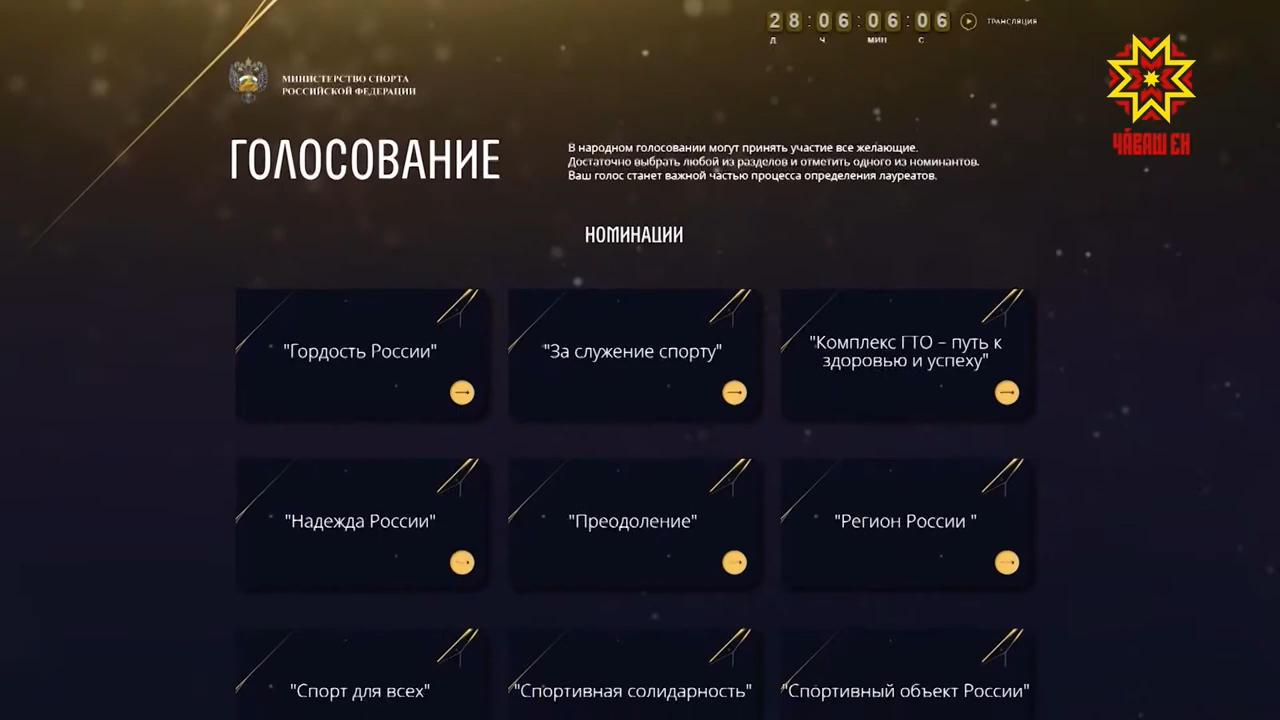 28:06:06:06
Д Ч МИН С
ТРАНСЛЯЦИЯ
ЧӐВАШ ЕН
МИНИСТЕРСТВО СПОРТА
РОССИЙСКОЙ ФЕДЕРАЦИИ
ГОЛОСОВАНИЕ
В народном голосовании могут принять участие все желающие.
Достаточно выбрать любой из разделов и отметить одного из номинантов.
Ваш голос станет важной частью процесса определения лауреатов.
НОМИНАЦИИ
"Гордость России"
"За служение спорту"
"Комплекс ГТО – путь к
здоровью и успеху"
"Надежда России"
"Преодоление"
"Регион России "
"Спорт для всех"
"Спортивная солидарность"
"Спортивный объект России"